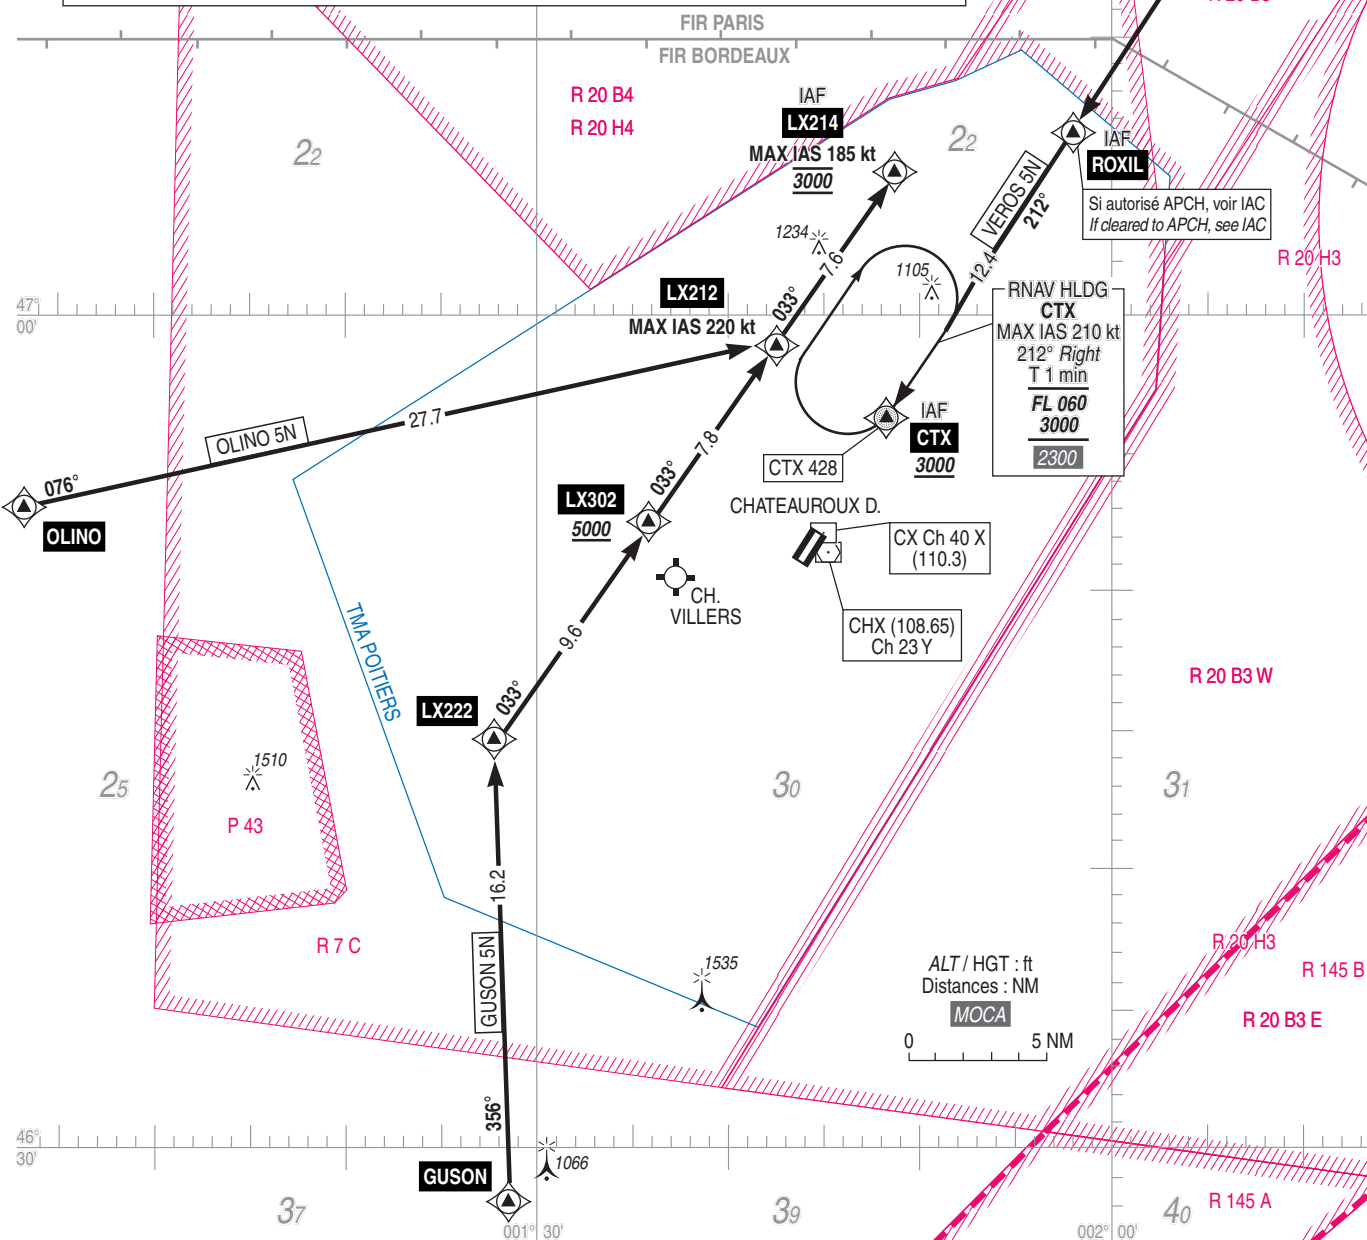 FIR PARIS
FIR BORDEAUX
R 20 B4
R 20 H4
22
IAF
LX214
MAX IAS 185 kt
3000
22
IAF
ROXIL
Si autorisé APCH, voir IAC
If cleared to APCH, see IAC
VEROS 5N
212°
12.4
R 20 H3
1234
7.6
1105
LX212
MAX IAS 220 kt
033°
47°
00'
RNAV HLDG
CTX
MAX IAS 210 kt
212° Right
T 1 min
FL 060
3000
2300
OLINO 5N
27.7
076°
OLINO
IAF
CTX
3000
CTX 428
7.8
033°
LX302
5000
CHATEAUROUX D.
CX Ch 40 X
(110.3)
CH.
VILLERS
CHX (108.65)
Ch 23 Y
TMA POITIERS
9.6
033°
LX222
R 20 B3 W
25
1510
P 43
30
31
16.2
GUSON 5N
R 7 C
1535
ALT / HGT : ft
Distances : NM
MOCA
0 5 NM
R 20 H3
R 145 B
R 20 B3 E
356°
46°
30'
1066
GUSON
37
001° 30'
39
002° 00'
40
R 145 A